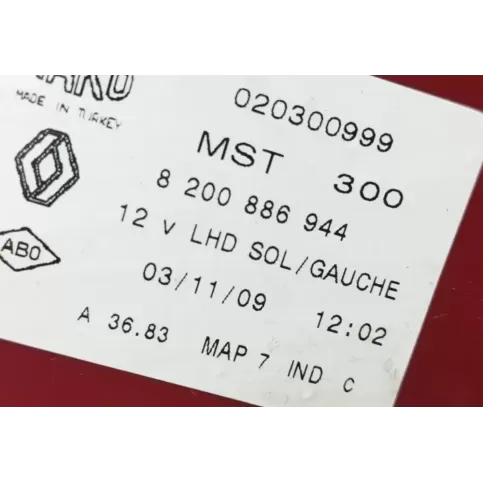 MADE IN TURKEY
020300999
MST 300
8 200 886 944
ABO
12 v LHD SOL/GAUCHE
03/11/09 12:02
A 36.83 MAP 7 IND C